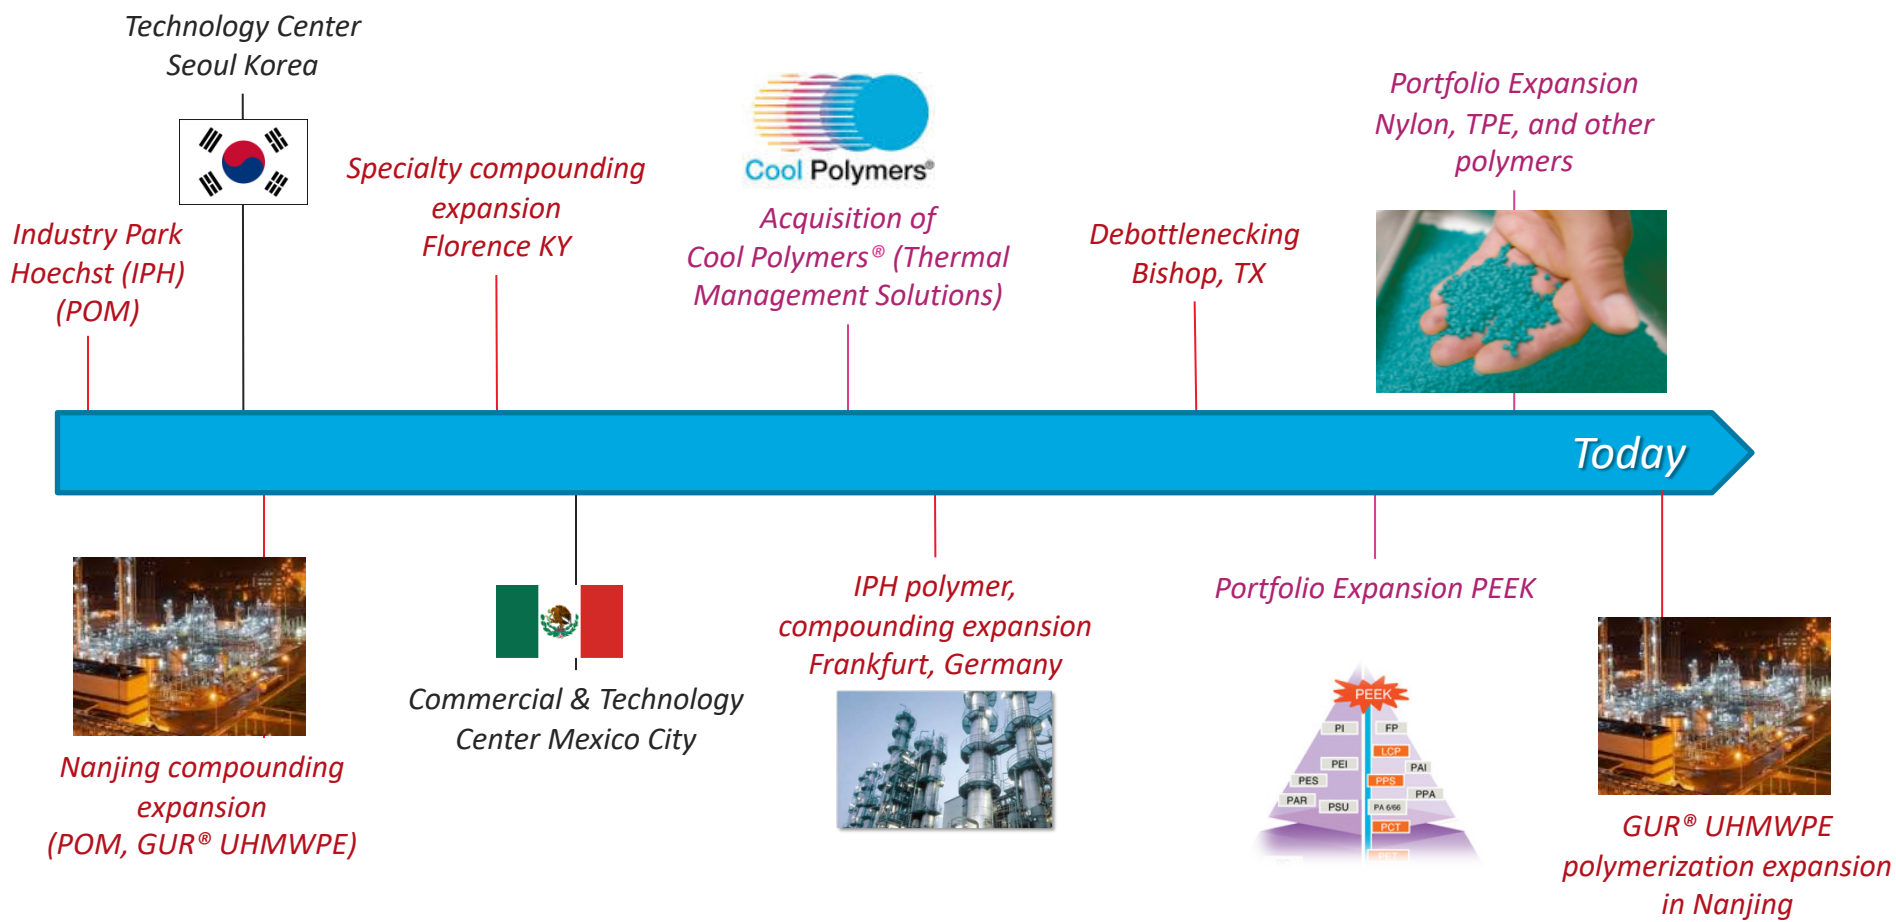 Technology Center
Seoul Korea
Industry Park
Hoechst (IPH)
(POM)
Specialty compounding
expansion
Florence KY
Cool Polymers®
Acquisition of
Cool Polymers® (Thermal
Management Solutions)
Debottlenecking
Bishop, TX
Portfolio Expansion
Nylon, TPE, and other
polymers
Today
Nanjing compounding
expansion
(POM, GUR® UHMWPE)
Commercial & Technology
Center Mexico City
IPH polymer,
compounding expansion
Frankfurt, Germany
Portfolio Expansion PEEK
PEEK
PI FP
LCP
PEI PAI
PES PPS
PAR PSU PA 6/66 PPA
PCT
GUR® UHMWPE
polymerization expansion
in Nanjing